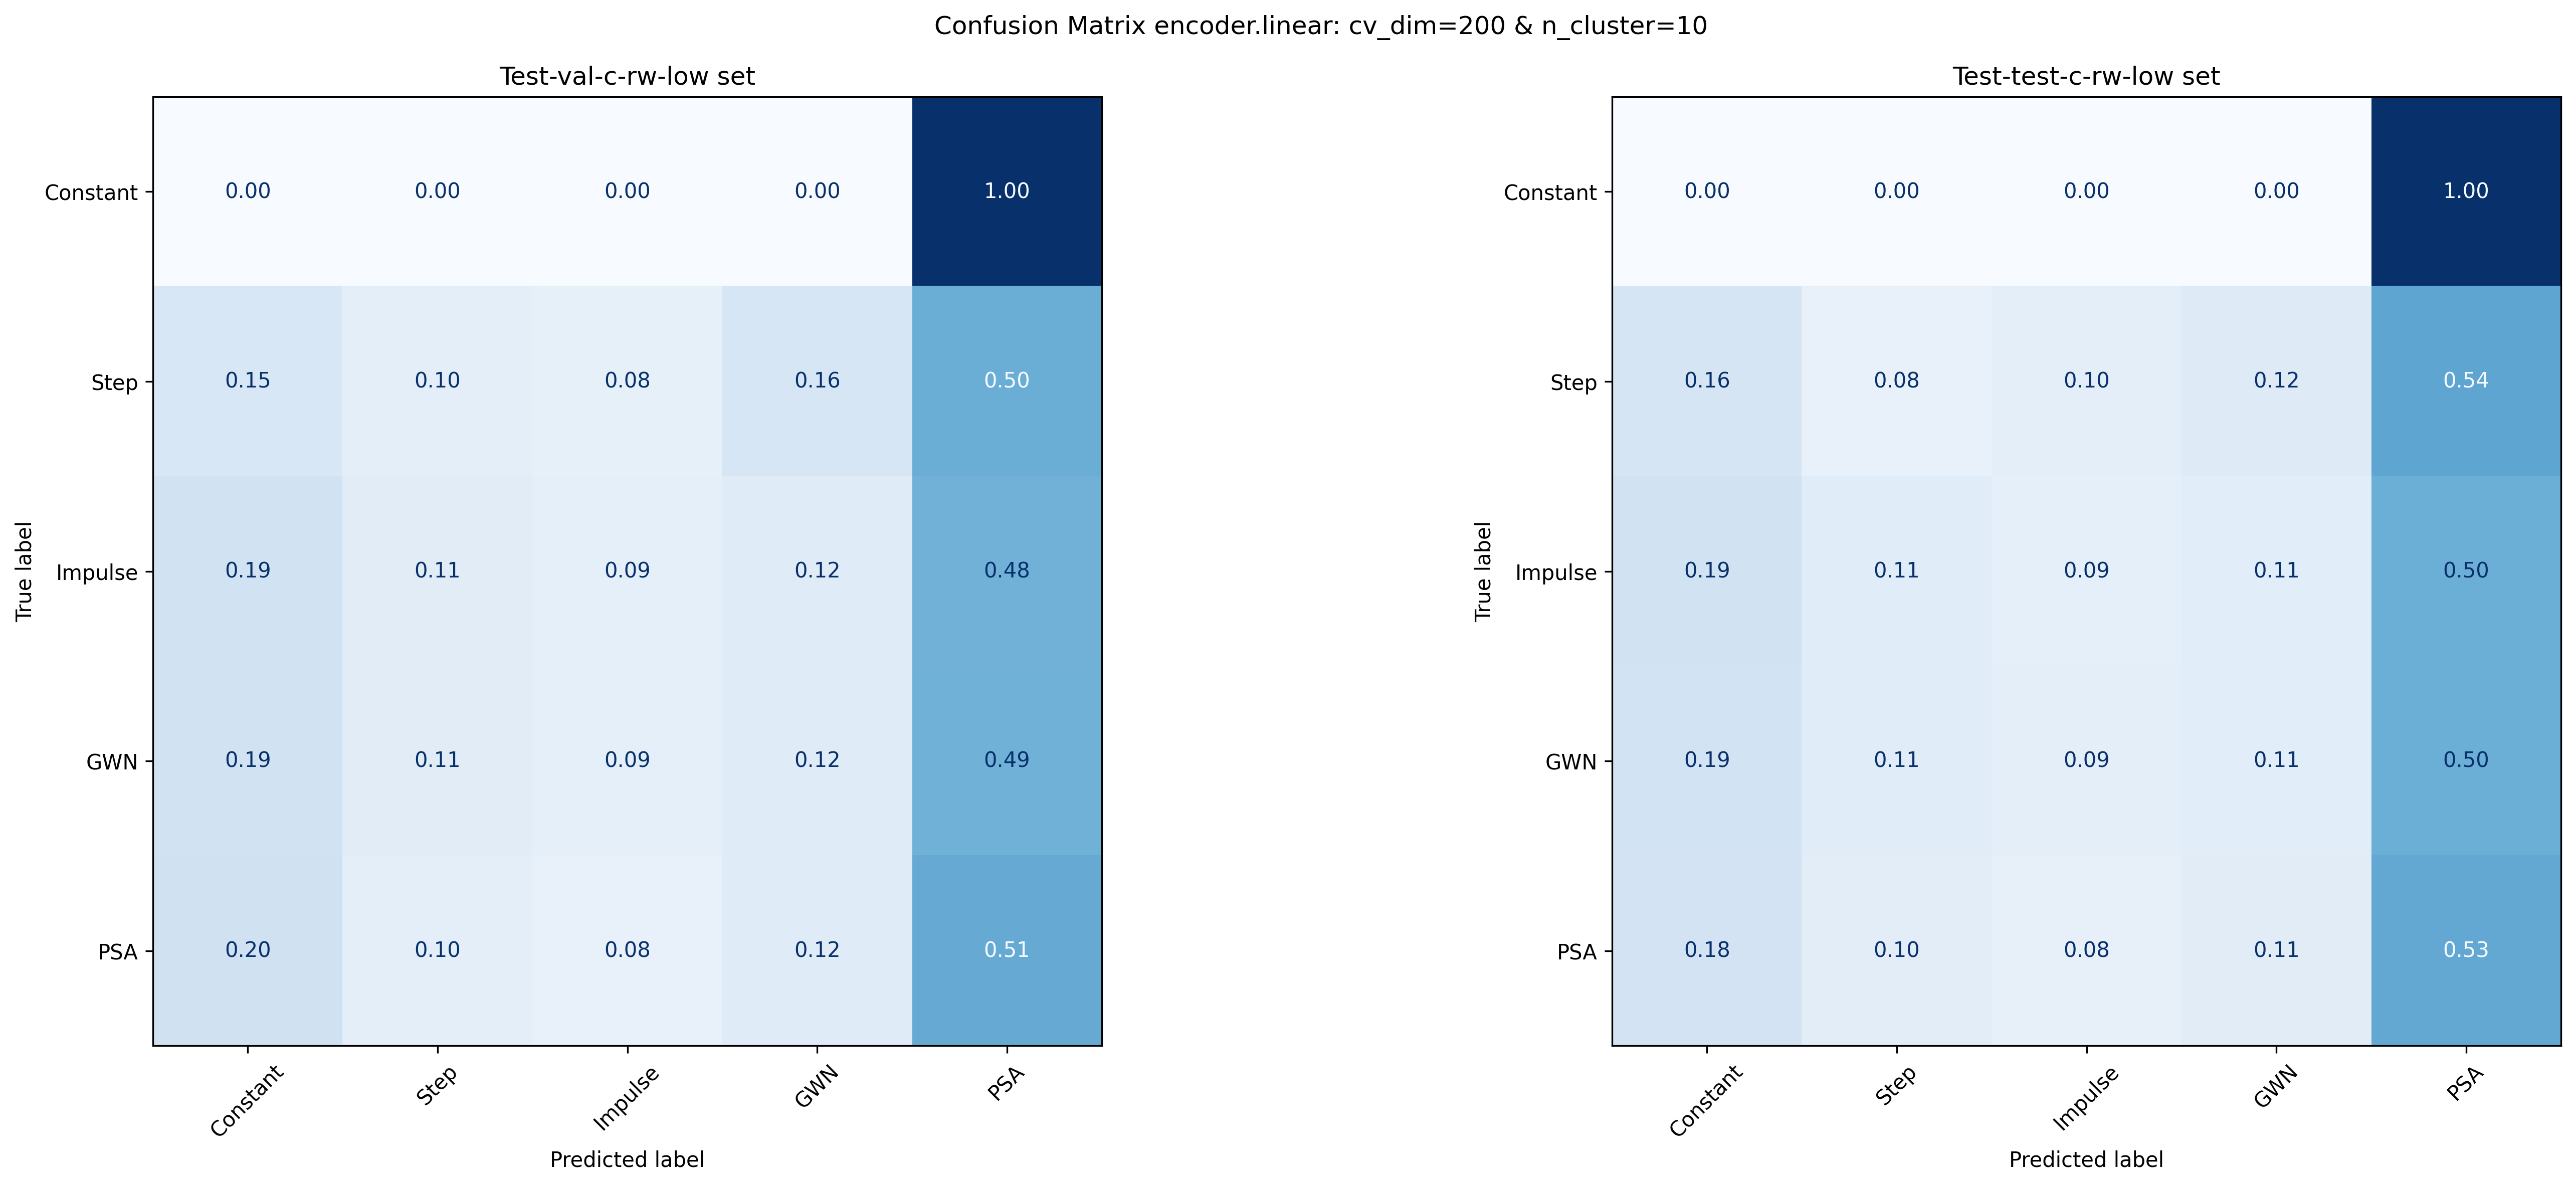 Confusion Matrix encoder.linear: cv_dim=200 & n_cluster=10
Test-val-c-rw-low set
True label
Constant 0.00 0.00 0.00 0.00 1.00
Step 0.15 0.10 0.08 0.16 0.50
Impulse 0.19 0.11 0.09 0.12 0.48
GWN 0.19 0.11 0.09 0.12 0.49
PSA 0.20 0.10 0.08 0.12 0.51
Constant Step Impulse GWN PSA
Predicted label
Test-test-c-rw-low set
True label
Constant 0.00 0.00 0.00 0.00 1.00
Step 0.16 0.08 0.10 0.12 0.54
Impulse 0.19 0.11 0.09 0.11 0.50
GWN 0.19 0.11 0.09 0.11 0.50
PSA 0.18 0.10 0.08 0.11 0.53
Constant Step Impulse GWN PSA
Predicted label